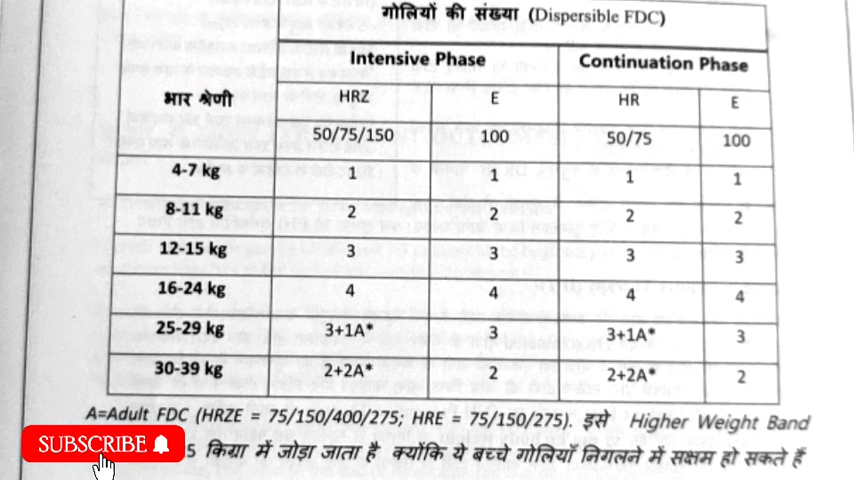 गोलियों की संख्या (Dispersible FDC)
भार श्रेणी Intensive Phase Continuation Phase
HRZ E HR E
50/75/150 100 50/75 100
4-7 kg 1 1 1 1
8-11 kg 2 2 2 2
12-15 kg 3 3 3 3
16-24 kg 4 4 4 4
25-29 kg 3+1A* 3 3+1A* 3
30-39 kg 2+2A* 2 2+2A* 2
A=Adult FDC (HRZE = 75/150/400/275; HRE = 75/150/275). इसे Higher Weight Band
5 किग्रा में जोड़ा जाता है क्योकि ये बच्चे गोलियाँ निगलने में सक्षम हो सकते हैं
SUBSCRIBE